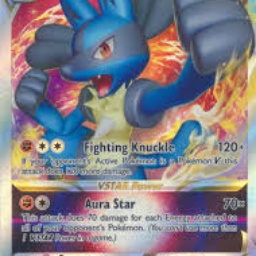 Fighting Knuckle 120+
If your opponent's Active Pokémon is a Pokémon V this
attack does more damage.
VSTAR Power
Aura Star 70×
This attack does 70 damage for each Energy attached to
all of your opponent's Pokémon. (You can't use more than
1 VSTAR Power in a game.)